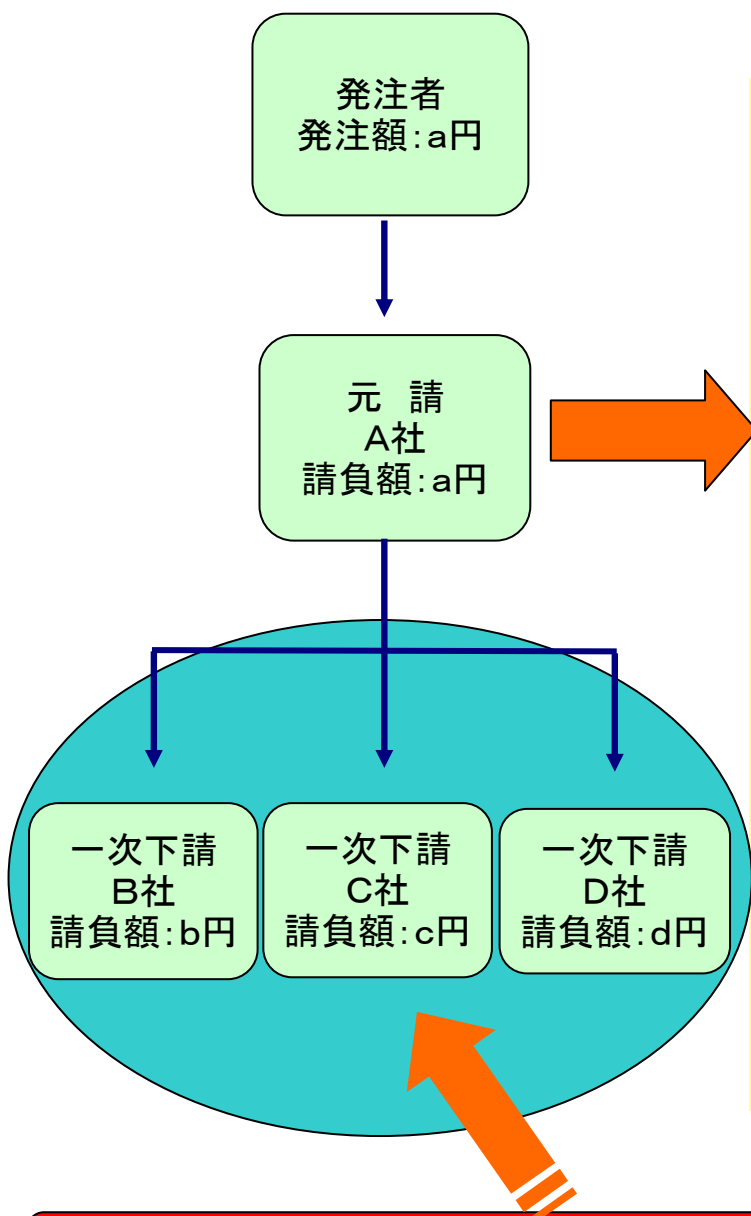 発注者
発注額:a円
元 請
A社
請負額:a円
一次下請
B社
請負額:b円
一次下請
C社
請負額:c円
一次下請
D社
請負額:d円